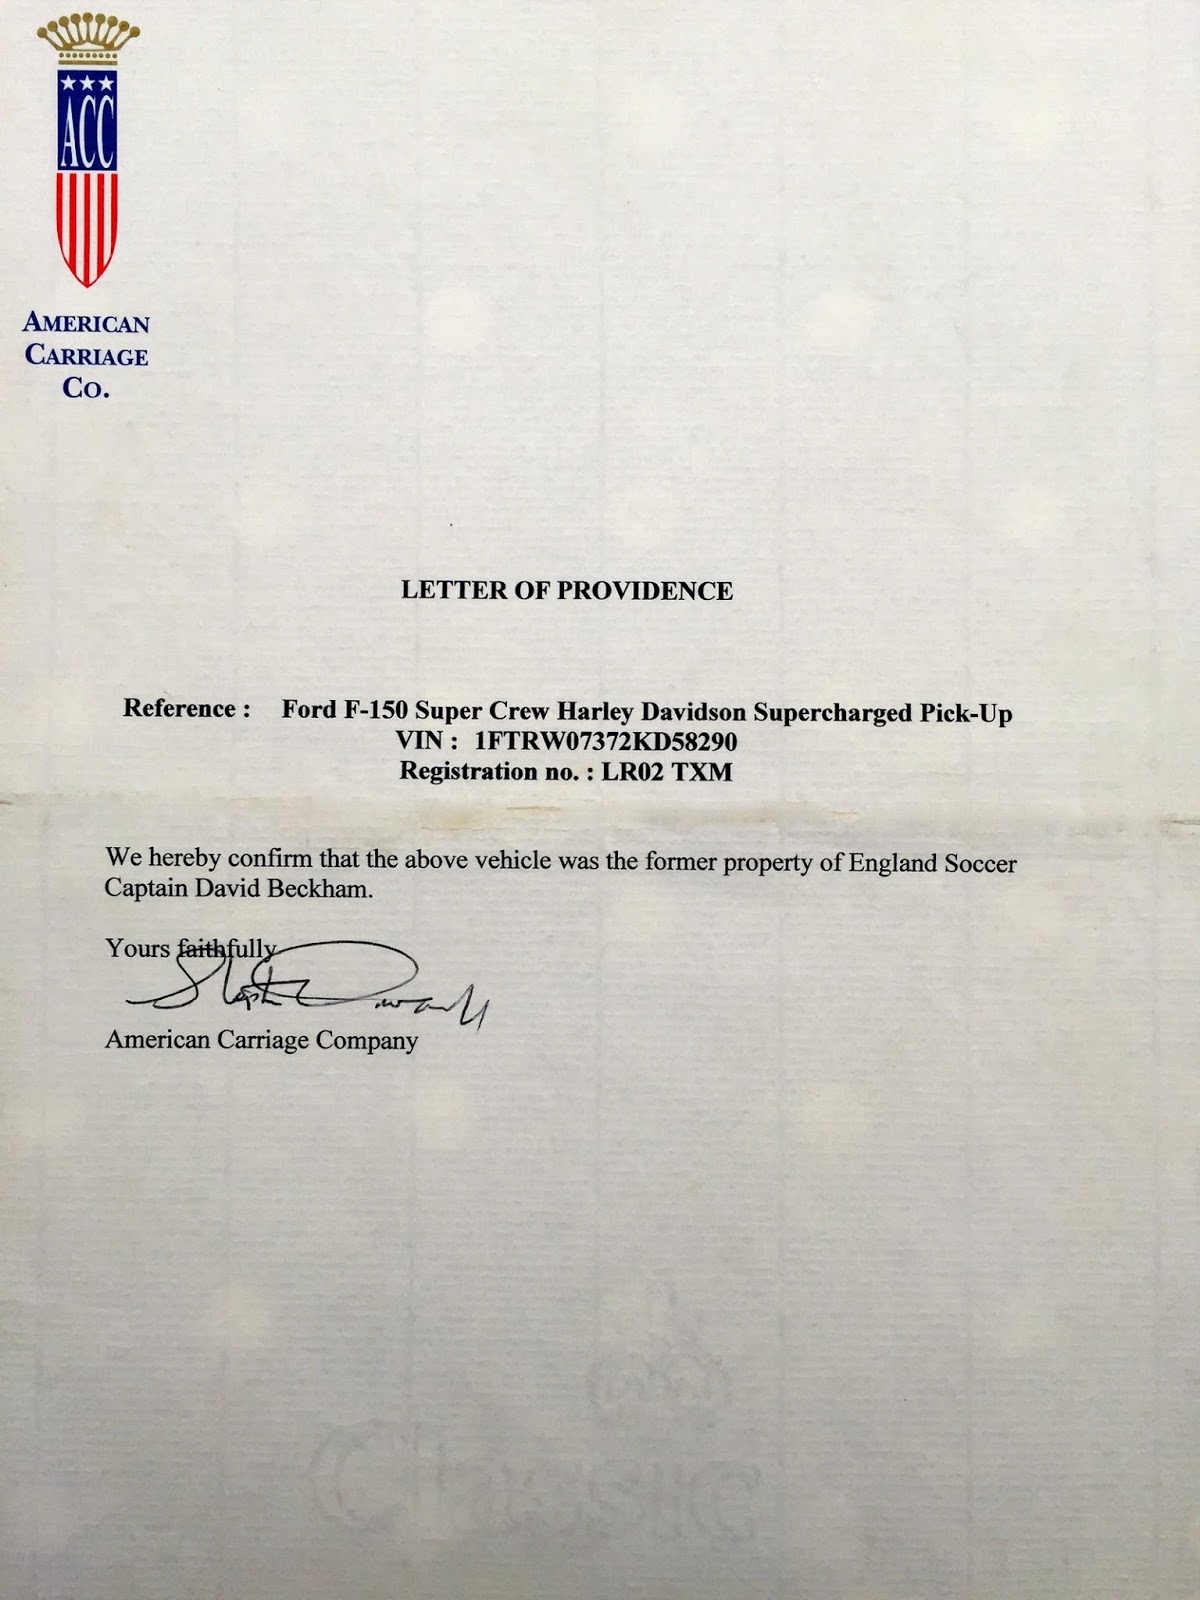 ACC
AMERICAN
CARRIAGE
CO.
LETTER OF PROVIDENCE
Reference : Ford F-150 Super Crew Harley Davidson Supercharged Pick-Up
VIN : 1FTRW07372KD58290
Registration no. : LR02 TXM
We hereby confirm that the above vehicle was the former property of England Soccer
Captain David Beckham.
Yours faithfully
American Carriage Company